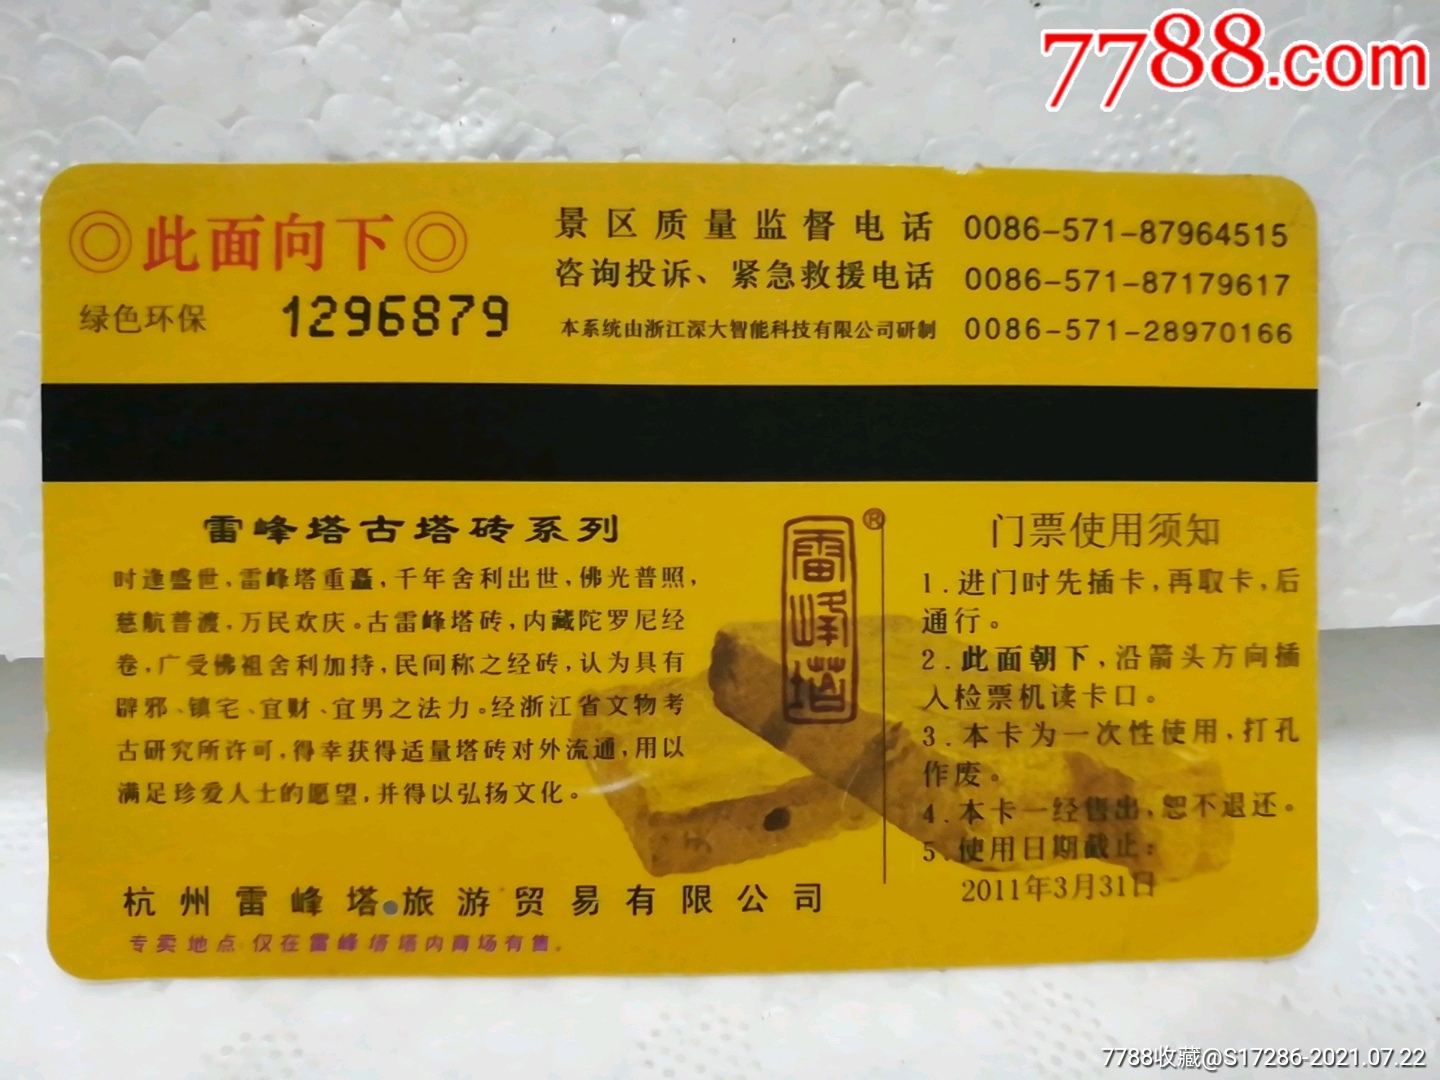 7788.com
◎此面向下◎
绿色环保 1296879
景区质量监督电话 0086-571-87964515
咨询投诉、紧急救援电话 0086-571-87179617
本系统由浙江深大智能科技有限公司研制 0086-571-28970166
雷峰塔古塔砖系列
时逢盛世,雷峰塔重矗,千年舍利出世,佛光普照,
慈航普渡,万民欢庆。古雷峰塔砖,内藏陀罗尼经
卷,广受佛祖舍利加持,民间称之经砖,认为具有
辟邪、镇宅、宜财、宜男之法力。经浙江省文物考
古研究所许可,得幸获得适量塔砖对外流通,用以
满足珍爱人士的愿望,并得以弘扬文化。
杭州雷峰塔旅游贸易有限公司
专卖地点 仅在雷峰塔塔内商场有售。
雷峰塔®
门票使用须知
1.进门时先插卡,再取卡,后
通行。
2.此面朝下,沿箭头方向插
入检票机读卡口。
3.本卡为一次性使用,打孔
作废。
4.本卡一经售出,恕不退还。
5.使用日期截止:
2011年3月31日
7788收藏@S17286-2021.07.22